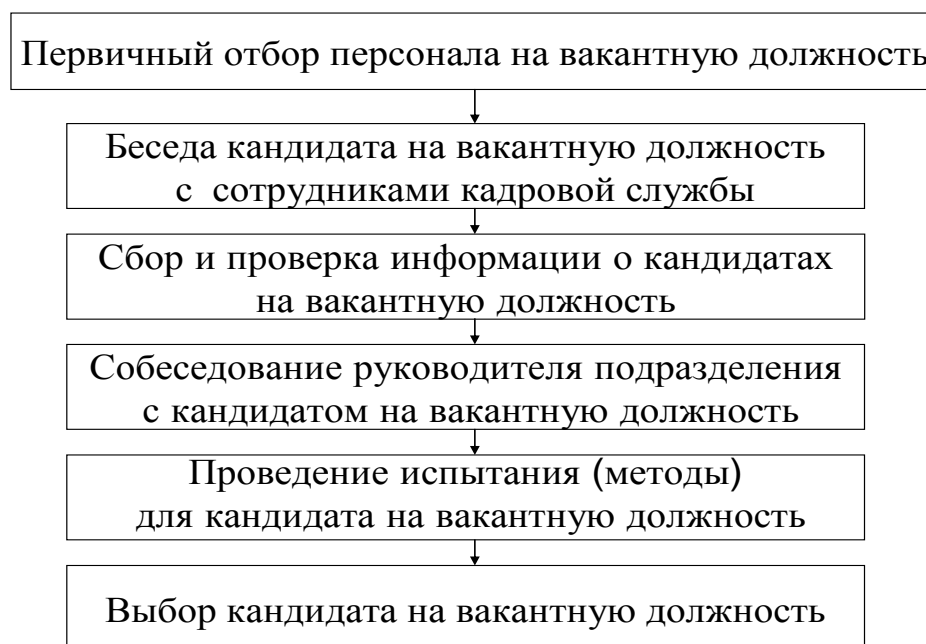 Первичный отбор персонала на вакантную должность
Беседа кандидата на вакантную должность
с сотрудниками кадровой службы
Сбор и проверка информации о кандидатах
на вакантную должность
Собеседование руководителя подразделения
с кандидатом на вакантную должность
Проведение испытания (методы)
для кандидата на вакантную должность
Выбор кандидата на вакантную должность